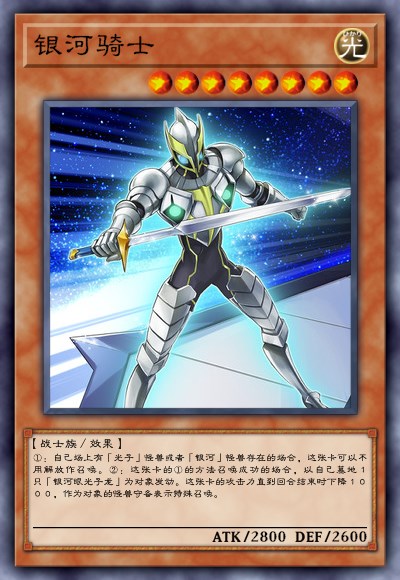 银河骑士
光
【战士族／效果】
①：自己场上有「光子」怪兽或者「银河」怪兽存在的场合，这张卡可以不
用解放作召唤。②：这张卡的①的方法召唤成功的场合，以自己墓地1
只「银河眼光子龙」为对象发动。这张卡的攻击力直到回合结束时下降1
000，作为对象的怪兽守备表示特殊召唤。
ATK/2800 DEF/2600